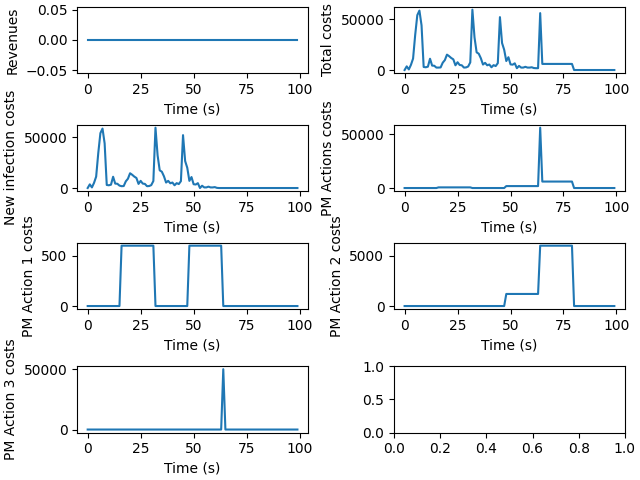 Revenues
0.05
0.00
−0.05
0 25 50 75 100
Time (s)
Total costs
50000
0
0 25 50 75 100
Time (s)
New infection costs
50000
0
0 25 50 75 100
Time (s)
PM Actions costs
50000
0
0 25 50 75 100
Time (s)
PM Action 1 costs
500
0
0 25 50 75 100
Time (s)
PM Action 2 costs
5000
0
0 25 50 75 100
Time (s)
PM Action 3 costs
50000
0
0 25 50 75 100
Time (s)
1.0
0.5
0.0
0.0 0.2 0.4 0.6 0.8 1.0